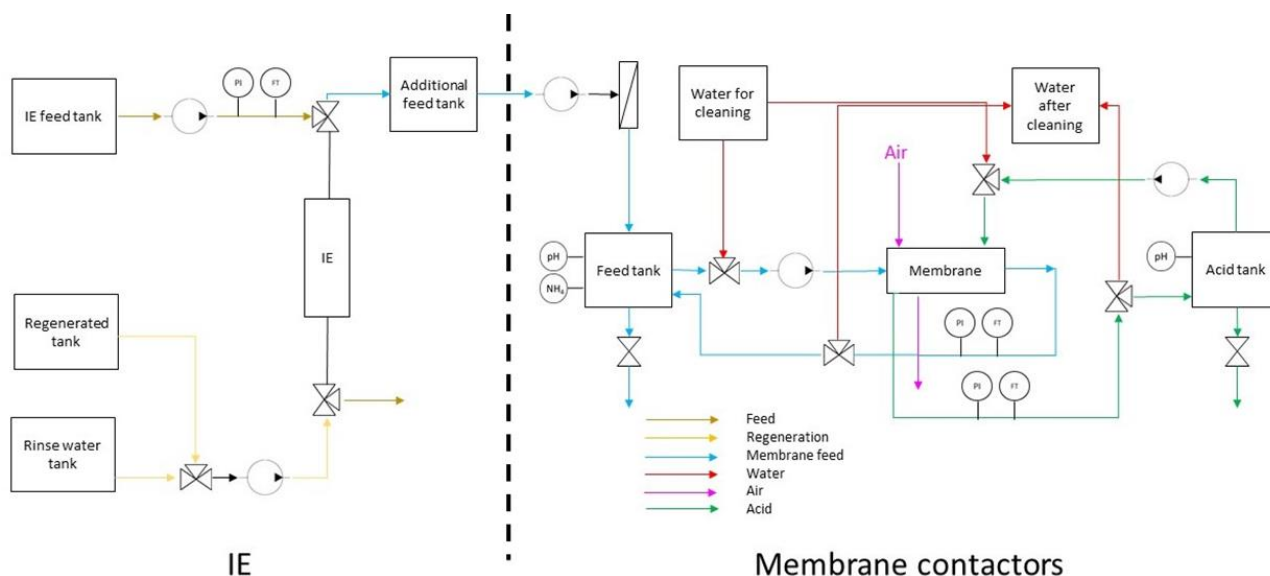 IE feed tank
PI
FT
Additional
feed tank
Water for
cleaning
Water
after
cleaning
Air
IE
pH
NH₄
Feed tank
Membrane
pH
Acid tank
Regenerated
tank
PI
FT
PI
FT
Rinse water
tank
Feed
Regeneration
Membrane feed
Water
Air
Acid
IE
Membrane contactors